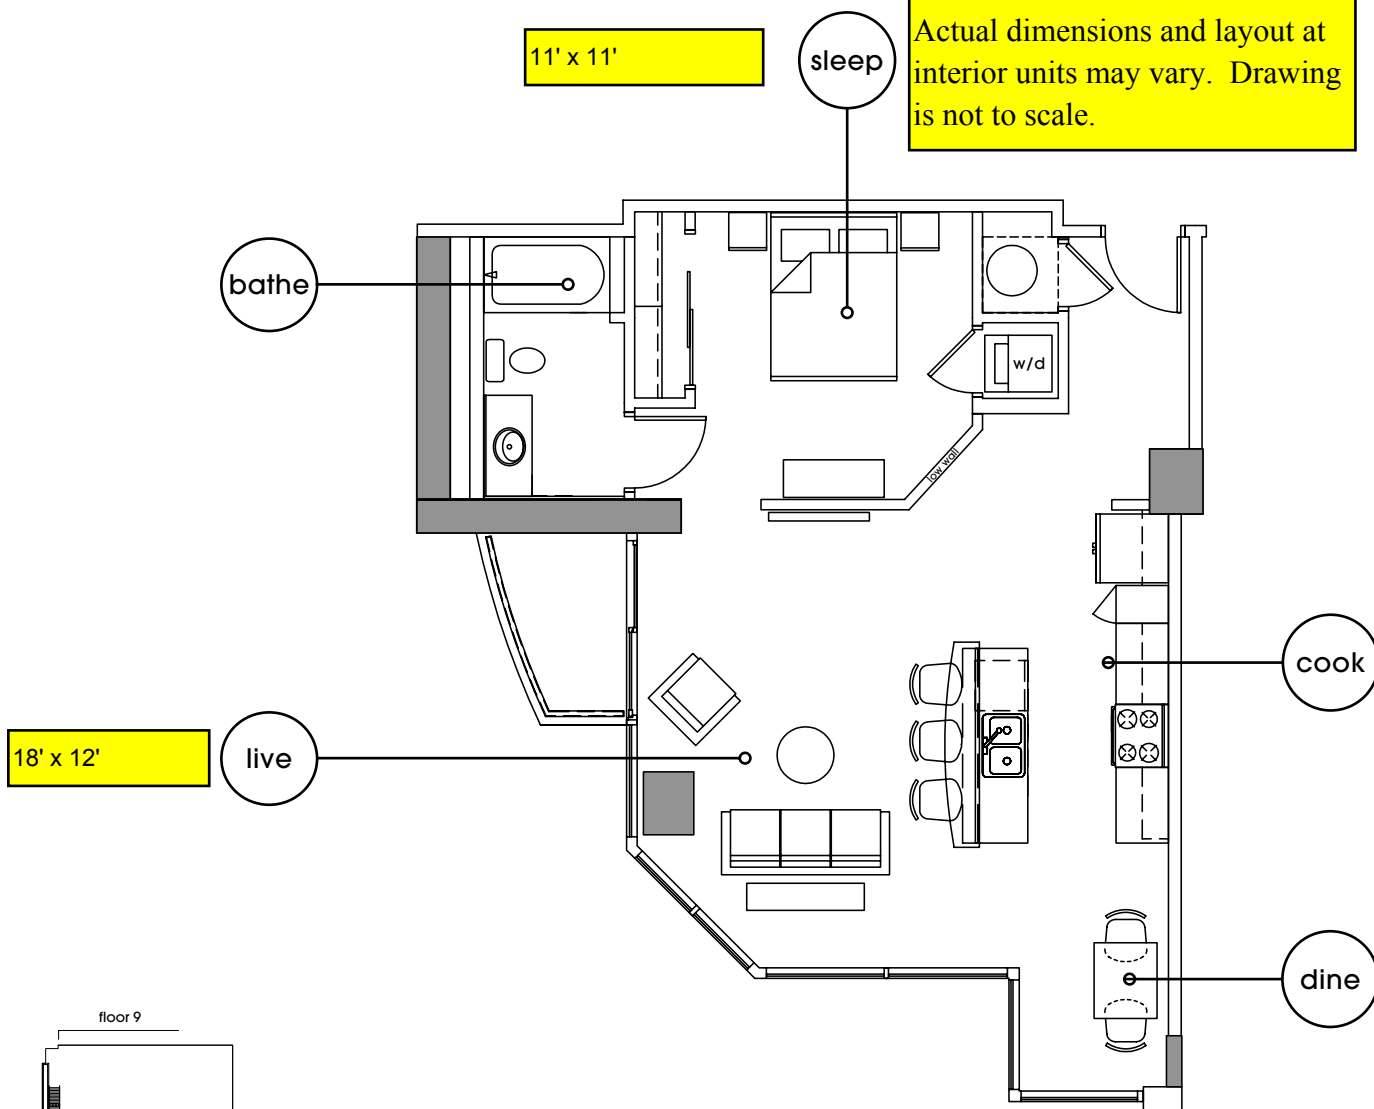 11' x 11'
sleep
Actual dimensions and layout at
interior units may vary. Drawing
is not to scale.
bathe
w/d
low wall
cook
18' x 12'
live
dine
floor 9